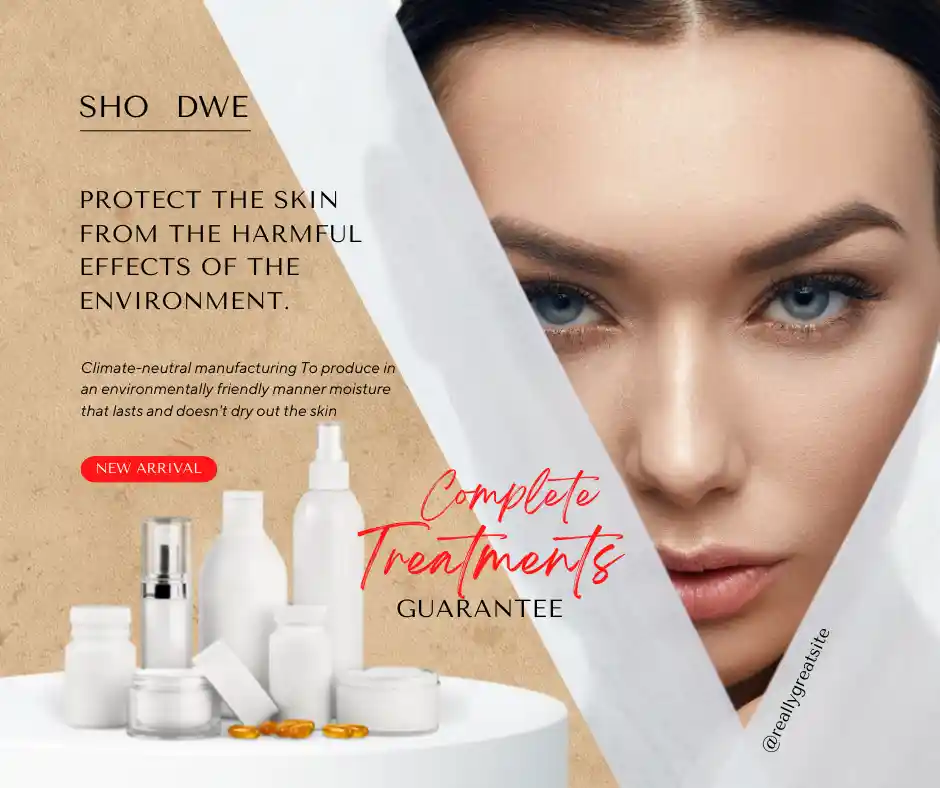 SHO DWE
PROTECT THE SKIN
FROM THE HARMFUL
EFFECTS OF THE
ENVIRONMENT.
Climate-neutral manufacturing To produce in
an environmentally friendly manner moisture
that lasts and doesn't dry out the skin
NEW ARRIVAL
Complete
Treatments
GUARANTEE
@reallygreatsite